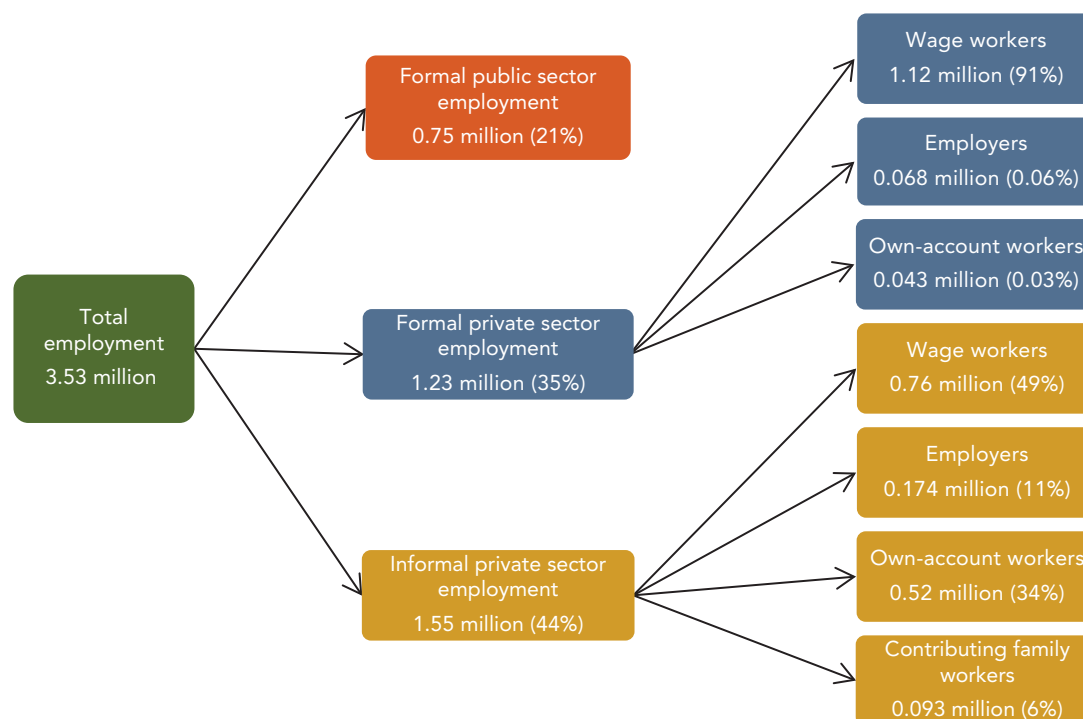 Total
employment
3.53 million
Formal public sector
employment
0.75 million (21%)
Formal private sector
employment
1.23 million (35%)
Informal private sector
employment
1.55 million (44%)
Wage workers
1.12 million (91%)
Employers
0.068 million (0.06%)
Own-account workers
0.043 million (0.03%)
Wage workers
0.76 million (49%)
Employers
0.174 million (11%)
Own-account workers
0.52 million (34%)
Contributing family
workers
0.093 million (6%)